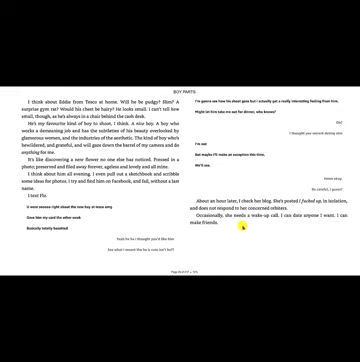 BOY PARTS
I think about Eddie from Tesco at home. Will he be pudgy? Slim? A
surprise gym rat? Would his chest be hairy? He looks small. I can't tell how
small, though, as he's always in a chair behind the cash desk.
He's my favourite kind of boy to shoot, I think. A nice boy. A boy who
works a demeaning job and has the subtleties of his beauty overlooked by
glamorous women, and the industries of the aesthetic. The kind of boy who's
bewildered, and grateful, and will gaze down the barrel of my camera and do
anything for me.
It's like discovering a new flower no one else has noticed. Pressed in a
photo; preserved and filed away forever, ageless and lovely and all mine.
I think about him all evening. I even pull out a sketchbook and scribble
some ideas for photos. I try and find him on Facebook, and fail, without a last
name.
I text Flo.
U were soooooo right about the new boy at tesco omg
Gave him my card the other week
Basically totally besotted
Yeah ha ha I thought you'd like him
Soo what I meant tho he is cute isn't he??
I'm gonna see how his shoot goes but I actually got a really interesting feeling from him.
Might let him take me out for dinner, who knows?
I thought you weren't dating atm
I'm not
But maybe I'll make an exception this time.
We'll see.
Be careful, I guess?
About an hour later, I check her blog. She's posted I fucked up, in isolation,
and does not respond to her concerned orbiters.
Occasionally, she needs a wake-up call. I can date anyone I want. I can
make friends.